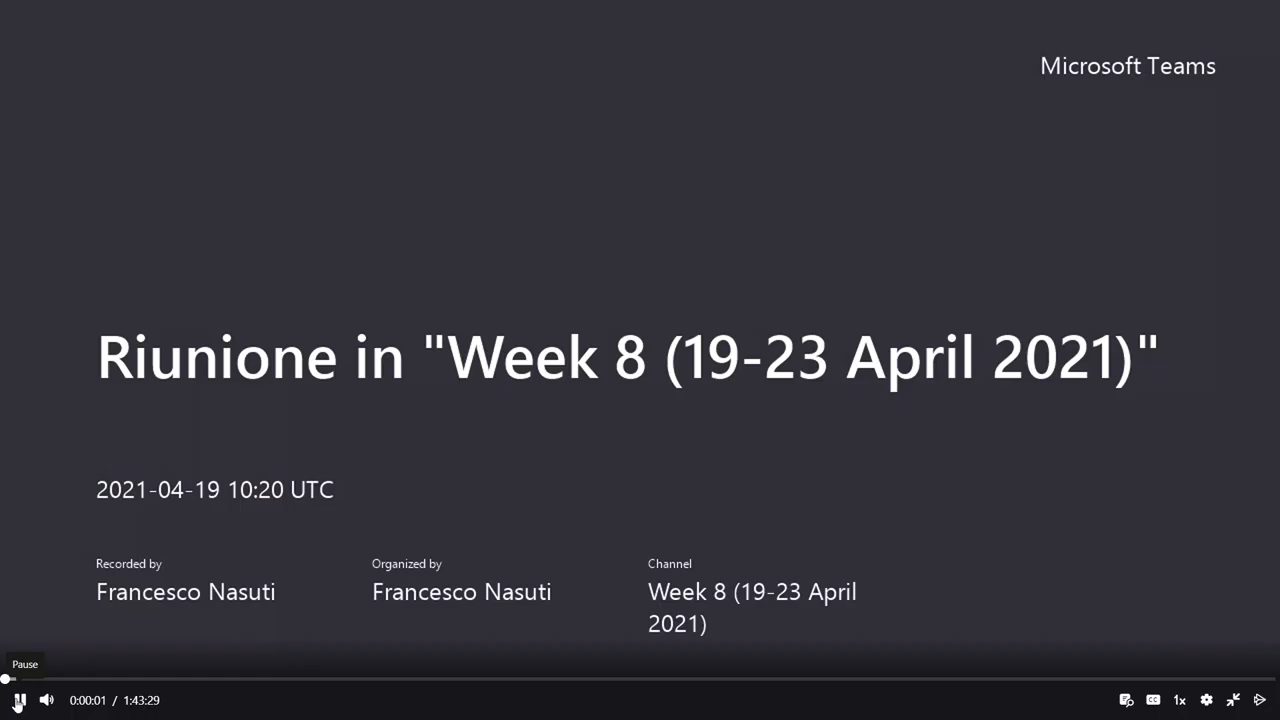 Microsoft Teams
Riunione in "Week 8 (19-23 April 2021)"
2021-04-19 10:20 UTC
Recorded by
Francesco Nasuti
Organized by
Francesco Nasuti
Channel
Week 8 (19-23 April
2021)
Pause
0:00:01 / 1:43:29
CC
1x